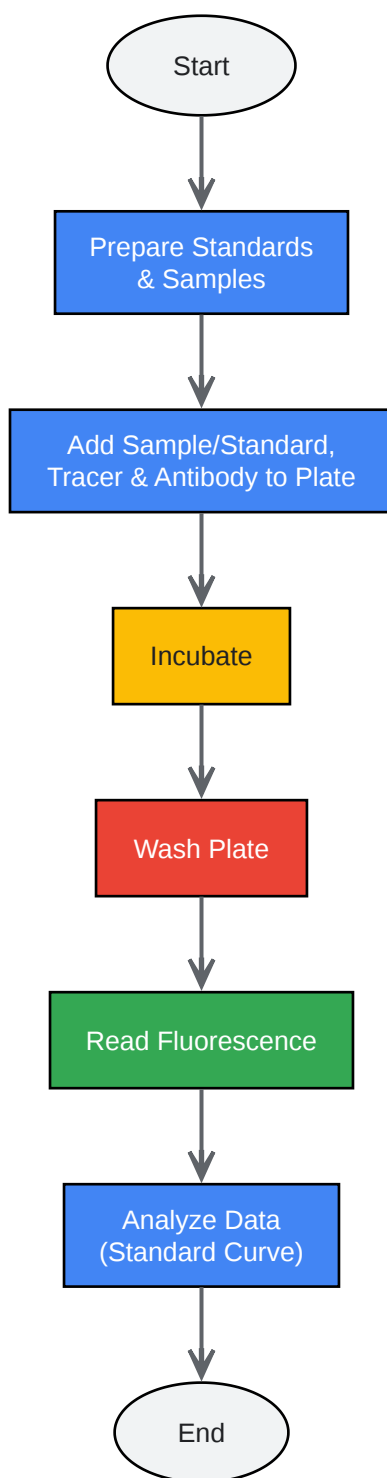 Start
Prepare Standards
& Samples
Add Sample/Standard,
Tracer & Antibody to Plate
Incubate
Wash Plate
Read Fluorescence
Analyze Data
(Standard Curve)
End